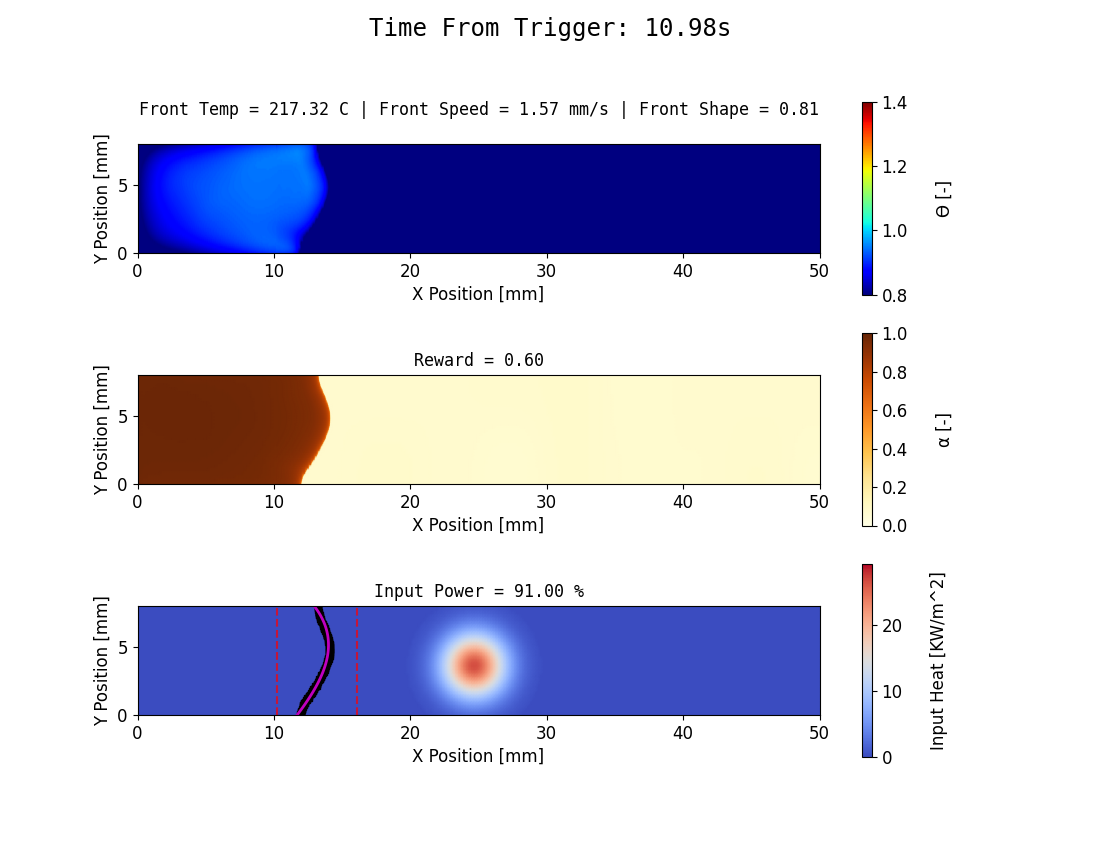 Time From Trigger: 10.98s
Front Temp = 217.32 C | Front Speed = 1.57 mm/s | Front Shape = 0.81
Y Position [mm]
5
0
0 10 20 30 40 50
X Position [mm]
1.4
1.2
1.0
0.8
Θ [-]
Reward = 0.60
Y Position [mm]
5
0
0 10 20 30 40 50
X Position [mm]
1.0
0.8
0.6
0.4
0.2
0.0
α [-]
Input Power = 91.00 %
Y Position [mm]
5
0
0 10 20 30 40 50
X Position [mm]
20
10
0
Input Heat [KW/m^2]